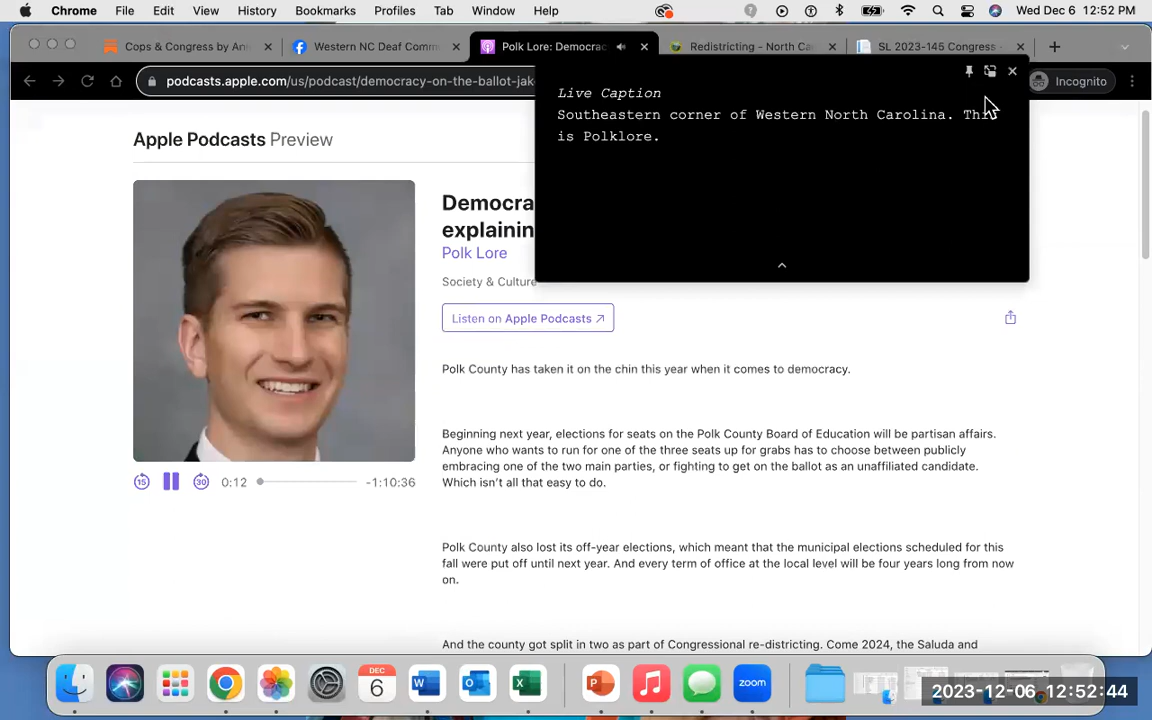 Chrome File Edit View History Bookmarks Profiles Tab Window Help Wed Dec 6 12:52 PM
Cops & Congress by Ann
Western NC Deaf Comm
Polk Lore: Democrac
Redistricting - North Ca
SL 2023-145 Congress -
podcasts.apple.com/us/podcast/democracy-on-the-ballot-jak
Incognito
Live Caption
Southeastern corner of Western North Carolina. This
is Polklore.
Apple Podcasts Preview
Democra
explaining
Polk Lore
Society & Culture
Listen on Apple Podcasts ↗
Polk County has taken it on the chin this year when it comes to democracy.
Beginning next year, elections for seats on the Polk County Board of Education will be partisan affairs.
Anyone who wants to run for one of the three seats up for grabs has to choose between publicly
embracing one of the two main parties, or fighting to get on the ballot as an unaffiliated candidate.
Which isn't all that easy to do.
15 30 0:12 -1:10:36
Polk County also lost its off-year elections, which meant that the municipal elections scheduled for this
fall were put off until next year. And every term of office at the local level will be four years long from now
on.
And the county got split in two as part of Congressional re-districting. Come 2024, the Saluda and
DEC
6
zoom
2023-12-06 12:52:44